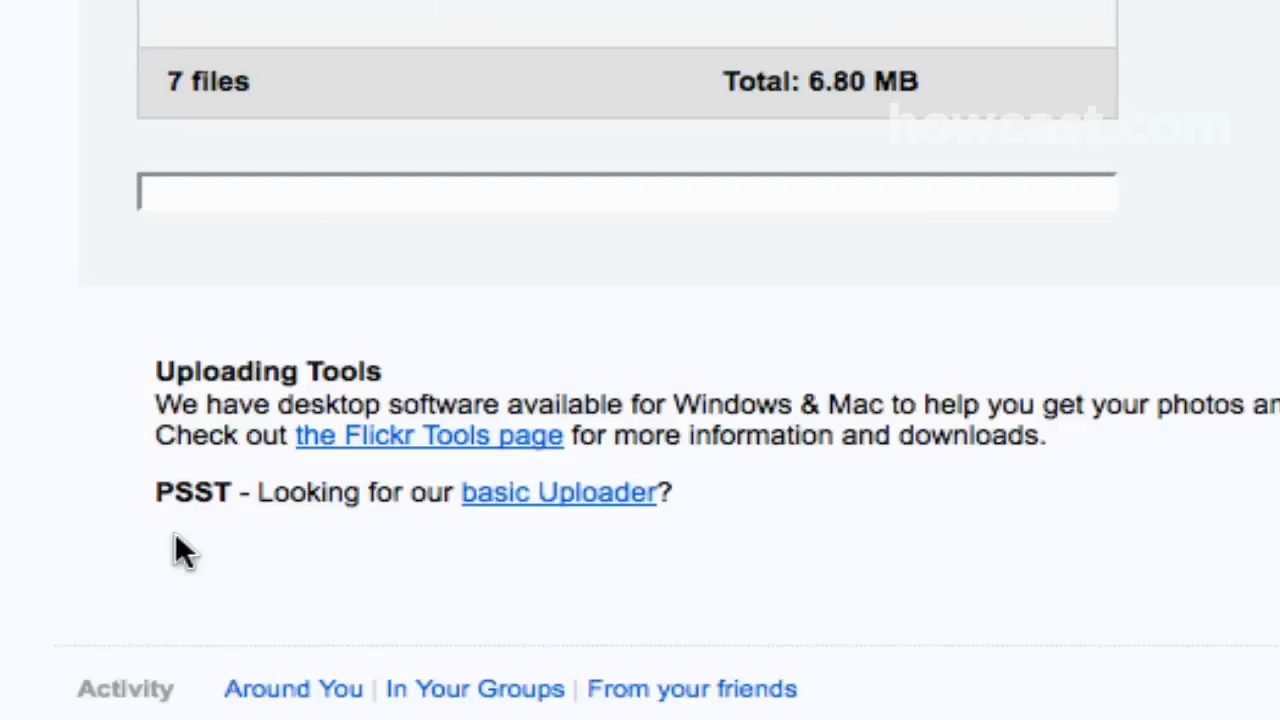 7 files Total: 6.80 MB
howcast.com
Uploading Tools
We have desktop software available for Windows & Mac to help you get your photos an
Check out the Flickr Tools page for more information and downloads.
PSST - Looking for our basic Uploader?
Activity Around You | In Your Groups | From your friends